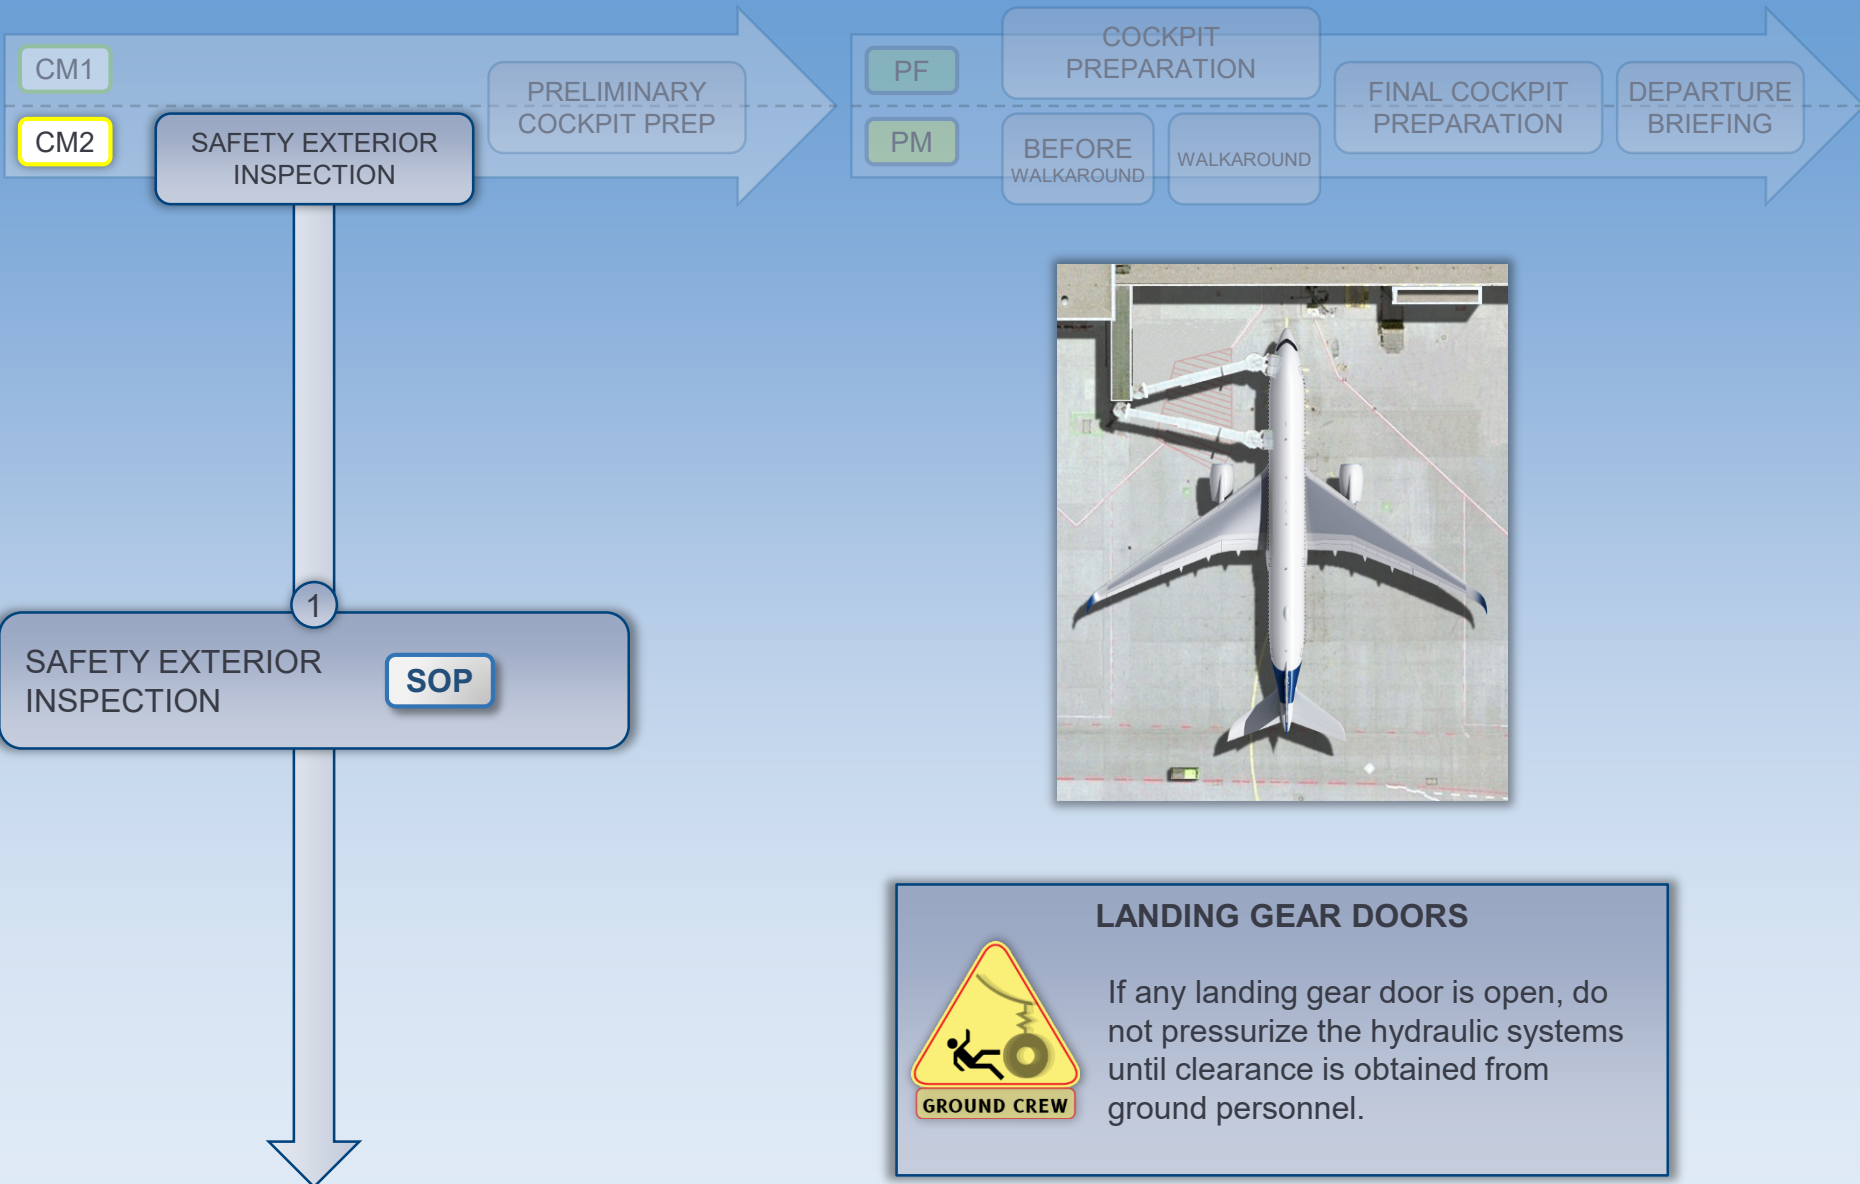 CM1
CM2
SAFETY EXTERIOR
INSPECTION
PRELIMINARY
COCKPIT PREP
PF
PM
COCKPIT
PREPARATION
BEFORE
WALKAROUND
WALKAROUND
FINAL COCKPIT
PREPARATION
DEPARTURE
BRIEFING
1
SAFETY EXTERIOR
INSPECTION
SOP
LANDING GEAR DOORS
If any landing gear door is open, do
not pressurize the hydraulic systems
until clearance is obtained from
ground personnel.
GROUND CREW